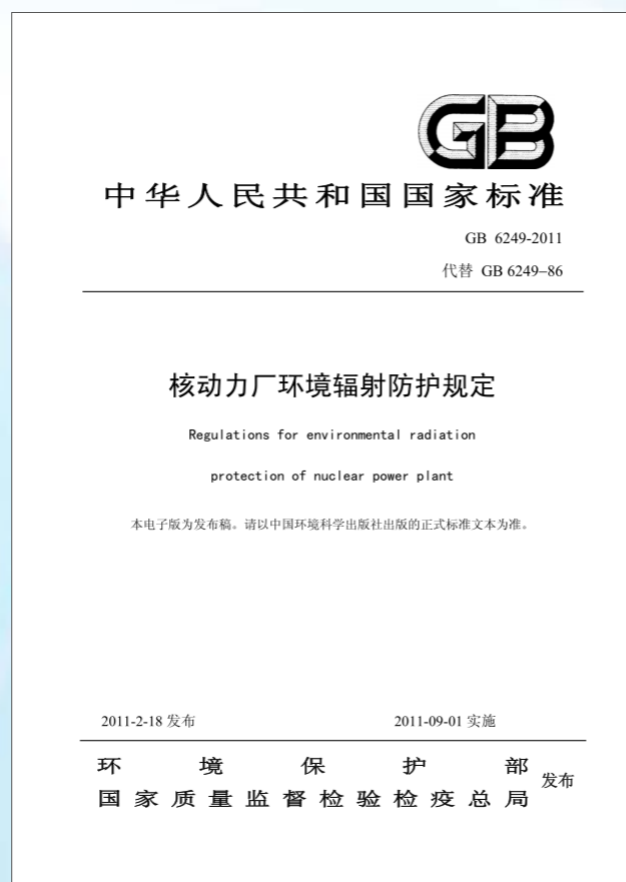 GB
中华人民共和国国家标准
GB 6249-2011
代替 GB 6249–86
核动力厂环境辐射防护规定
Regulations for environmental radiation
protection of nuclear power plant
本电子版为发布稿。请以中国环境科学出版社出版的正式标准文本为准。
2011-2-18 发布 2011-09-01 实施
环境保护部
国家质量监督检验检疫总局 发布